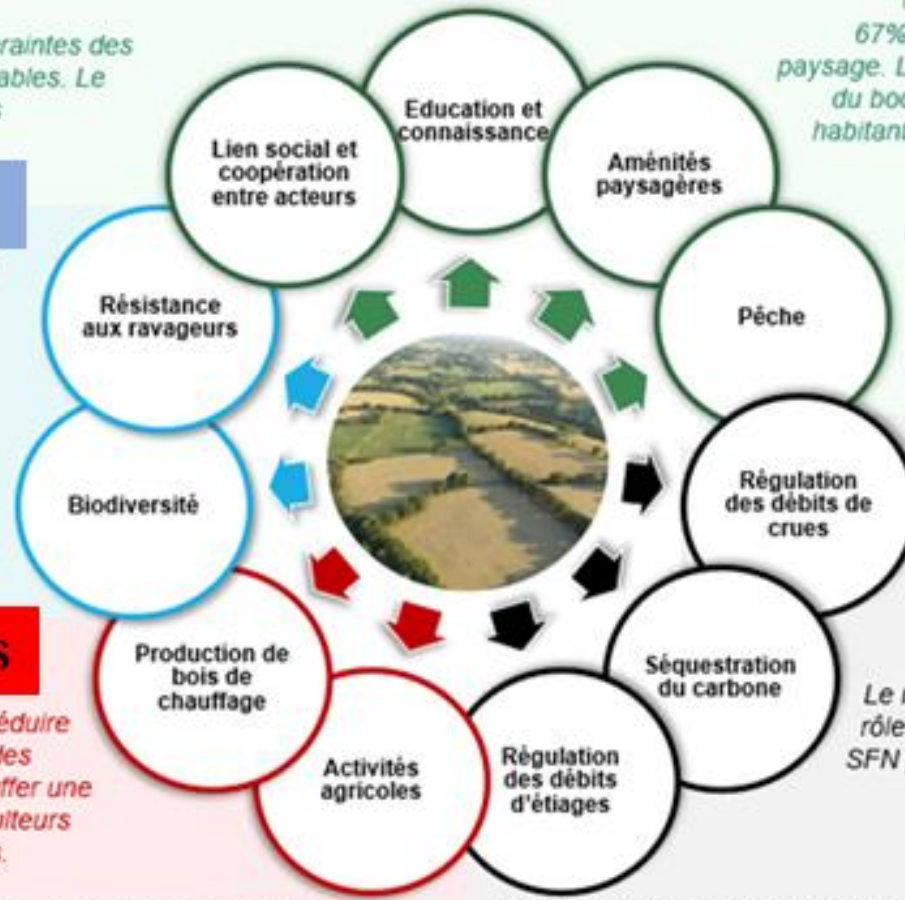 raintes des
ables. Le
67%
paysage. L
du boc
habitant
Education et
connaissance
Lien social et
coopération
entre acteurs
Aménités
paysagères
Résistance
aux ravageurs
Pêche
Biodiversité
Régulation
des débits de
crues
Production de
bois de
chauffage
Séquestration
du carbone
Activités
agricoles
Régulation
des débits
d'étiages
s
éduire
des
uffer une
ulteurs
Le
rôle
SFN